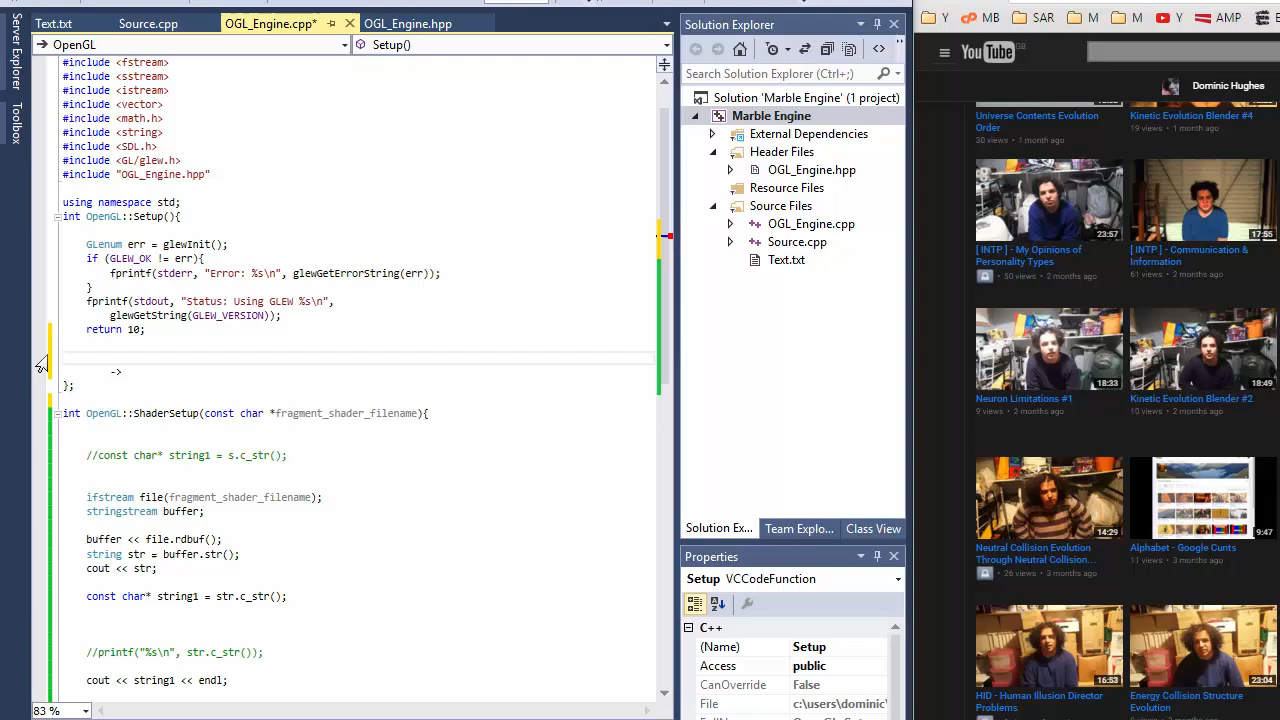 Text.txt
Source.cpp
OGL_Engine.cpp*
OGL_Engine.hpp
OpenGL
Setup()
Server Explorer
Toolbox
#include <fstream>
#include <sstream>
#include <istream>
#include <vector>
#include <math.h>
#include <string>
#include <SDL.h>
#include <GL/glew.h>
#include "OGL_Engine.hpp"
using namespace std;
int OpenGL::Setup(){
GLenum err = glewInit();
if (GLEW_OK != err){
fprintf(stderr, "Error: %s\n", glewGetErrorString(err));
}
fprintf(stdout, "Status: Using GLEW %s\n",
glewGetString(GLEW_VERSION));
return 10;
->
};
int OpenGL::ShaderSetup(const char *fragment_shader_filename){
//const char* string1 = s.c_str();
ifstream file(fragment_shader_filename);
stringstream buffer;
buffer << file.rdbuf();
string str = buffer.str();
cout << str;
const char* string1 = str.c_str();
//printf("%s\n", str.c_str());
cout << string1 << endl;
83 %
Solution Explorer
Search Solution Explorer (Ctrl+;)
Solution 'Marble Engine' (1 project)
Marble Engine
External Dependencies
Header Files
OGL_Engine.hpp
Resource Files
Source Files
OGL_Engine.cpp
Source.cpp
Text.txt
Solution Ex...
Team Explo...
Class View
Properties
Setup VCCodeFunction
C++
(Name) Setup
Access public
CanOverride False
File c:\users\dominic\
Y
MB
SAR
M
M
Y
AMP
E
YouTube GB
Dominic Hughes
Universe Contents Evolution
Order
30 views • 1 month ago
Kinetic Evolution Blender #4
19 views • 1 month ago
23:57
[ INTP ] - My Opinions of
Personality Types
50 views • 2 months ago
17:55
[ INTP ] - Communication &
Information
61 views • 2 months ago
18:33
Neuron Limitations #1
9 views • 2 months ago
18:49
Kinetic Evolution Blender #2
10 views • 2 months ago
14:29
Neutral Collision Evolution
Through Neutral Collision...
26 views • 3 months ago
9:47
Alphabet - Google Cunts
11 views • 3 months ago
16:53
HID - Human Illusion Director
Problems
23:04
Energy Collision Structure
Evolution